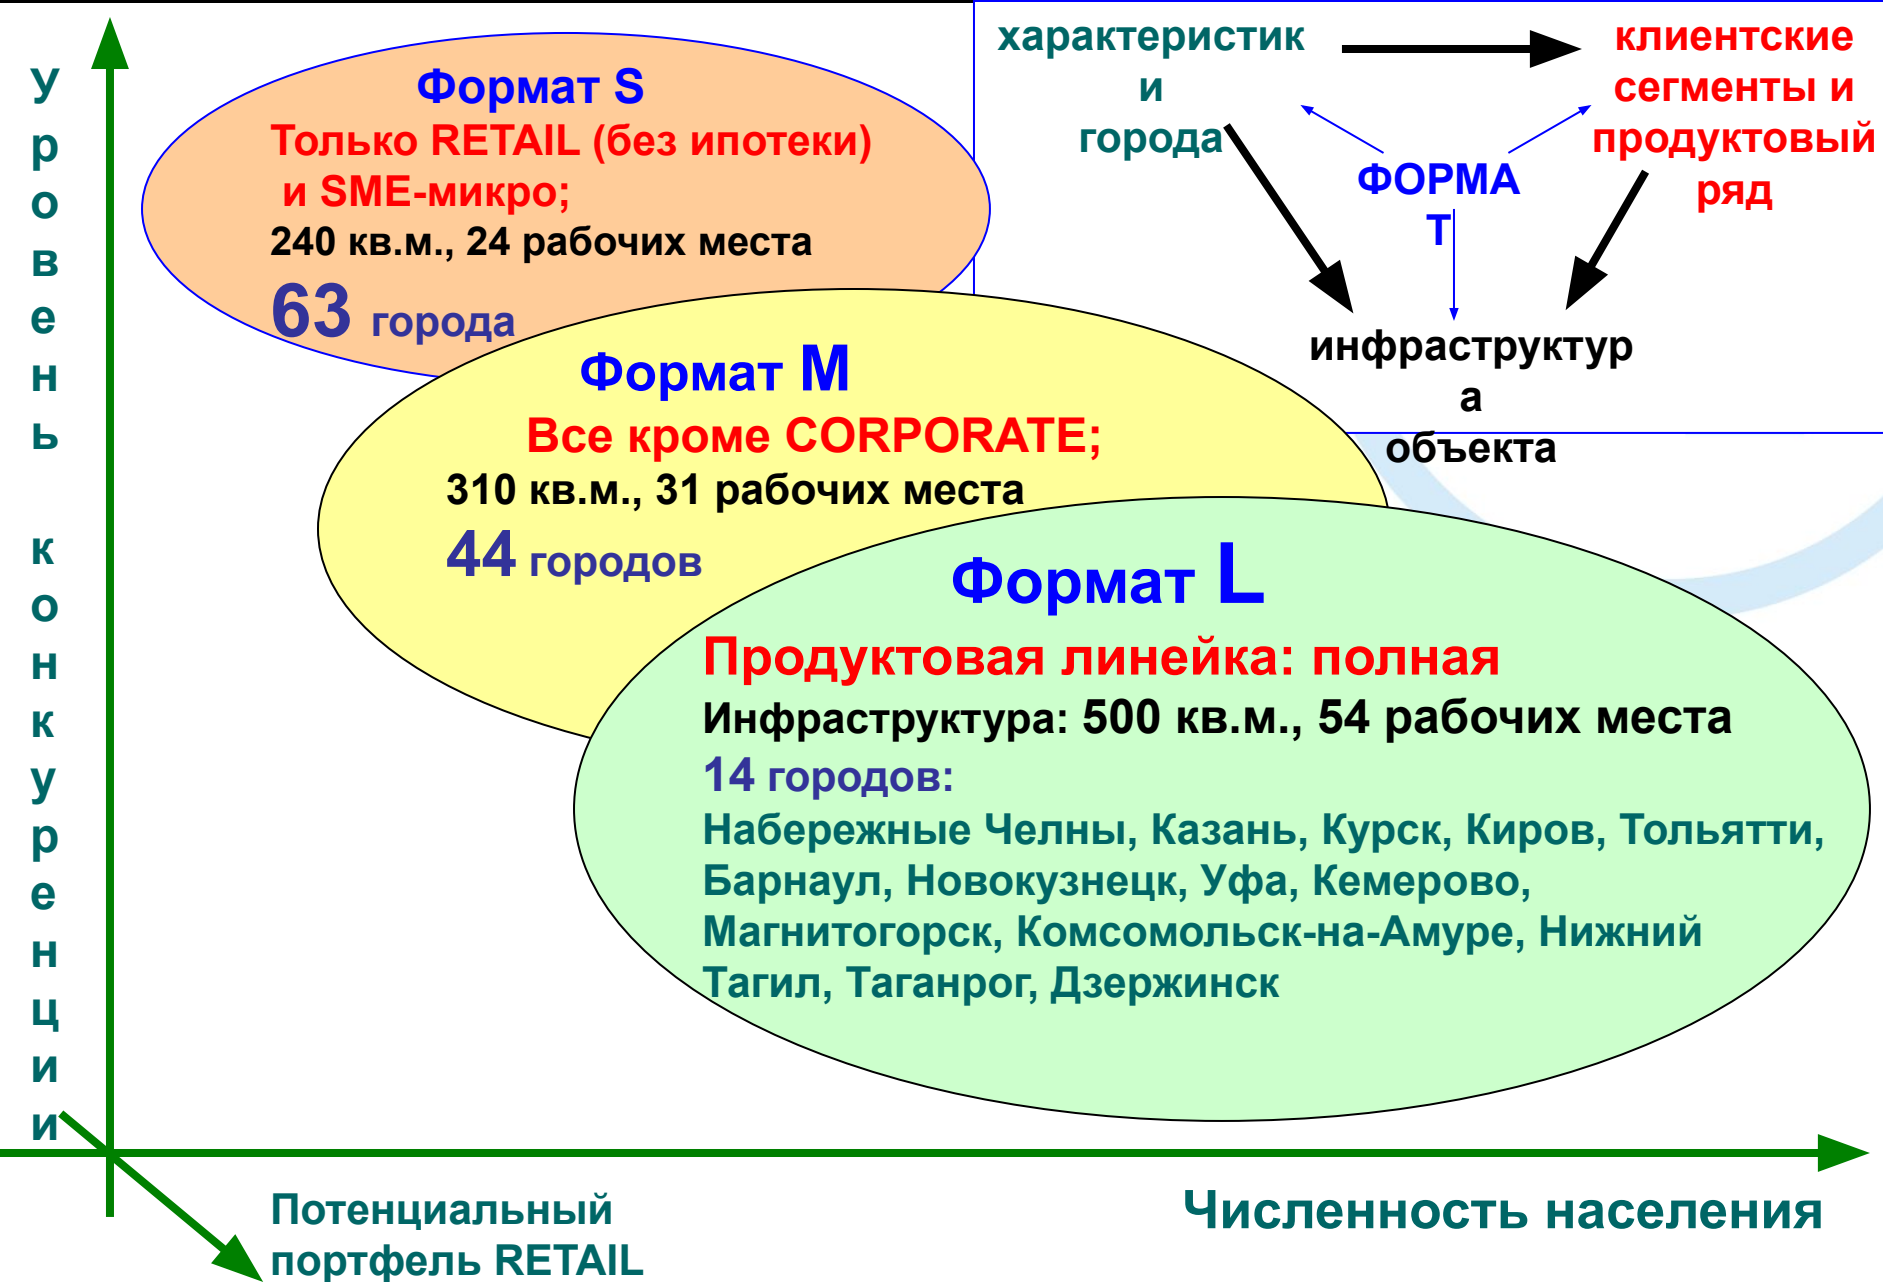 Уровень конкуренции
Формат S
Только RETAIL (без ипотеки)
и SME-микро;
240 кв.м., 24 рабочих места
63 города
характеристик
и
города
клиентские
сегменты и
продуктовый
ряд
ФОРМА
Т
инфраструктур
а
объекта
Формат M
Все кроме CORPORATE;
310 кв.м., 31 рабочих места
44 городов
Формат L
Продуктовая линейка: полная
Инфраструктура: 500 кв.м., 54 рабочих места
14 городов:
Набережные Челны, Казань, Курск, Киров, Тольятти,
Барнаул, Новокузнецк, Уфа, Кемерово,
Магнитогорск, Комсомольск-на-Амуре, Нижний
Тагил, Таганрог, Дзержинск
Потенциальный
портфель RETAIL
Численность населения